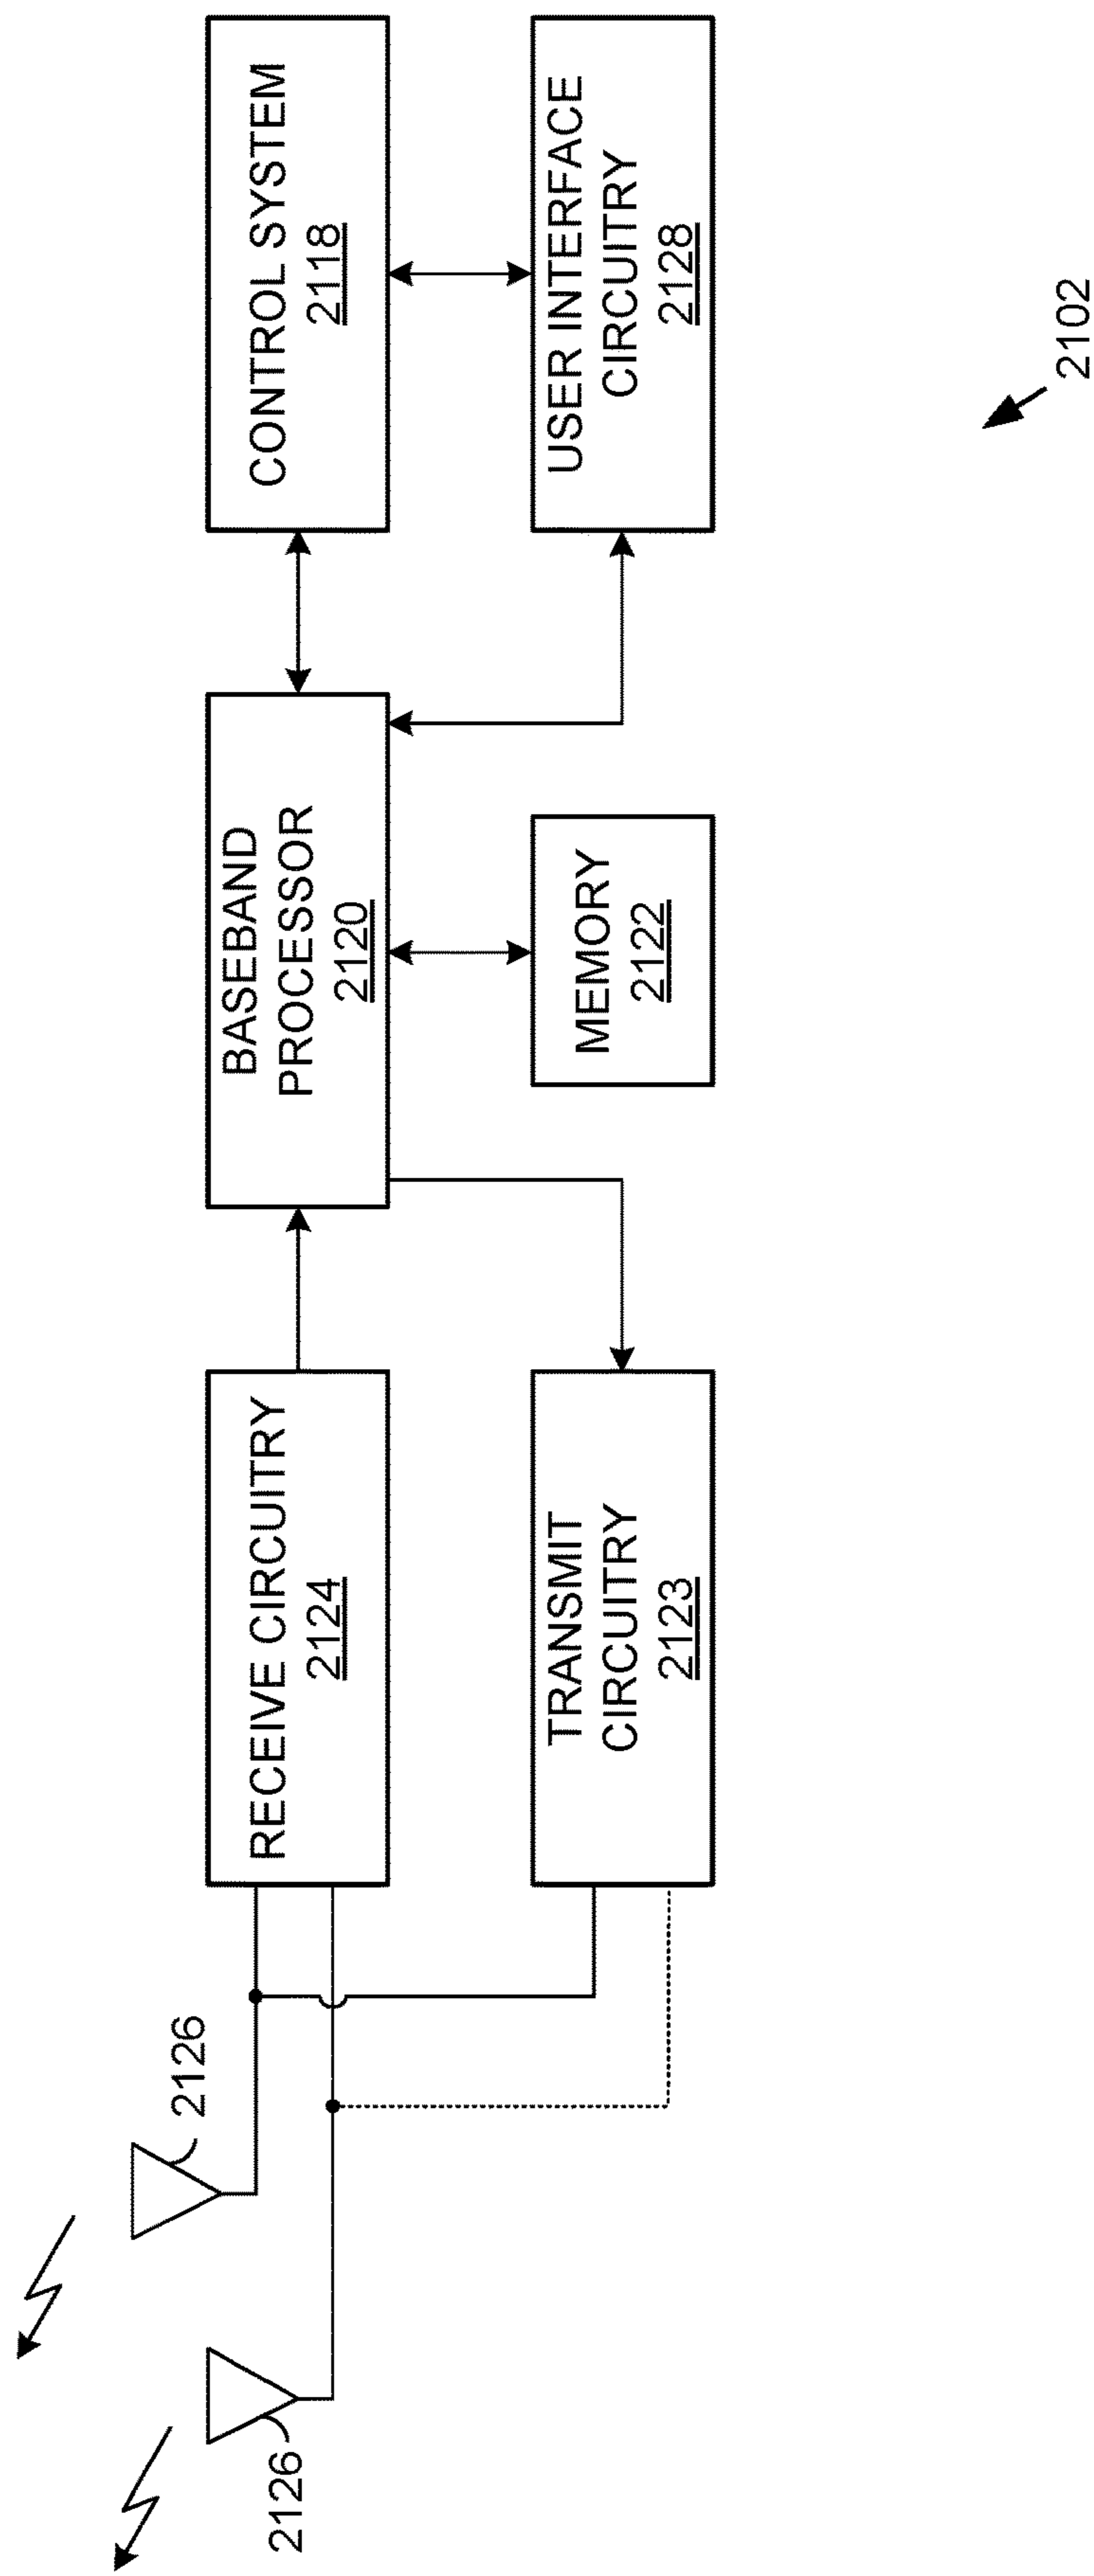 2126
2126
RECEIVE CIRCUITRY
2124
BASEBAND
PROCESSOR
2120
CONTROL SYSTEM
2118
TRANSMIT
CIRCUITRY
2123
MEMORY
2122
USER INTERFACE
CIRCUITRY
2128
2102